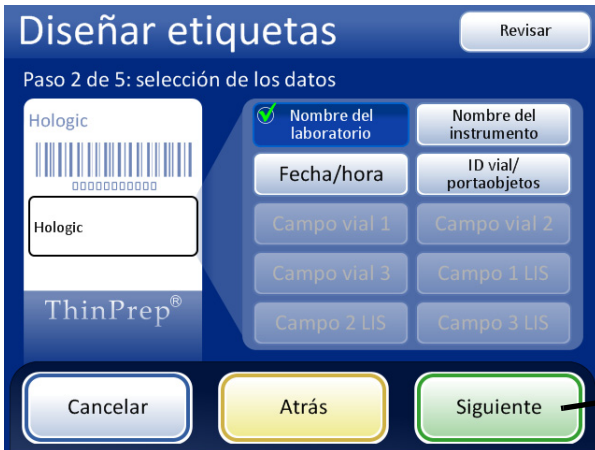 Diseñar etiquetas
Revisar
Paso 2 de 5: selección de los datos
Hologic
00000000000
Hologic
ThinPrep®
Nombre del
laboratorio
Nombre del
instrumento
Fecha/hora
ID vial/
portaobjetos
Campo vial 1
Campo vial 2
Campo vial 3
Campo 1 LIS
Campo 2 LIS
Campo 3 LIS
Cancelar
Atrás
Siguiente